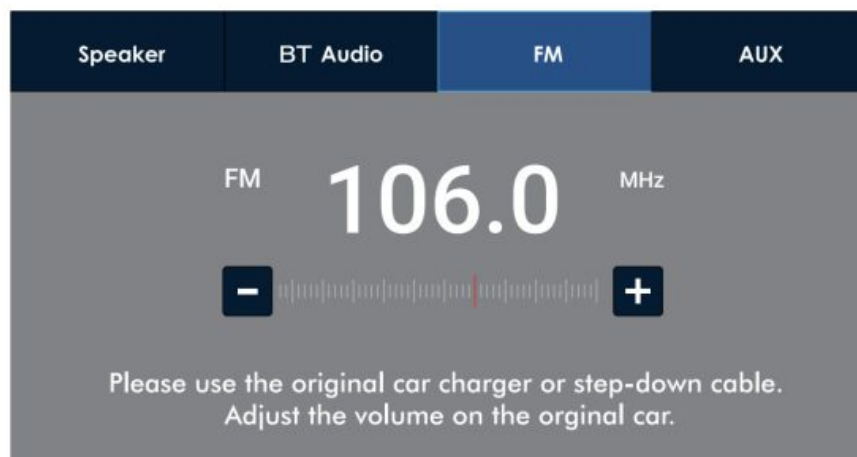 Speaker BT Audio FM AUX
FM 106.0 MHz
- +
Please use the original car charger or step-down cable.
Adjust the volume on the orginal car.